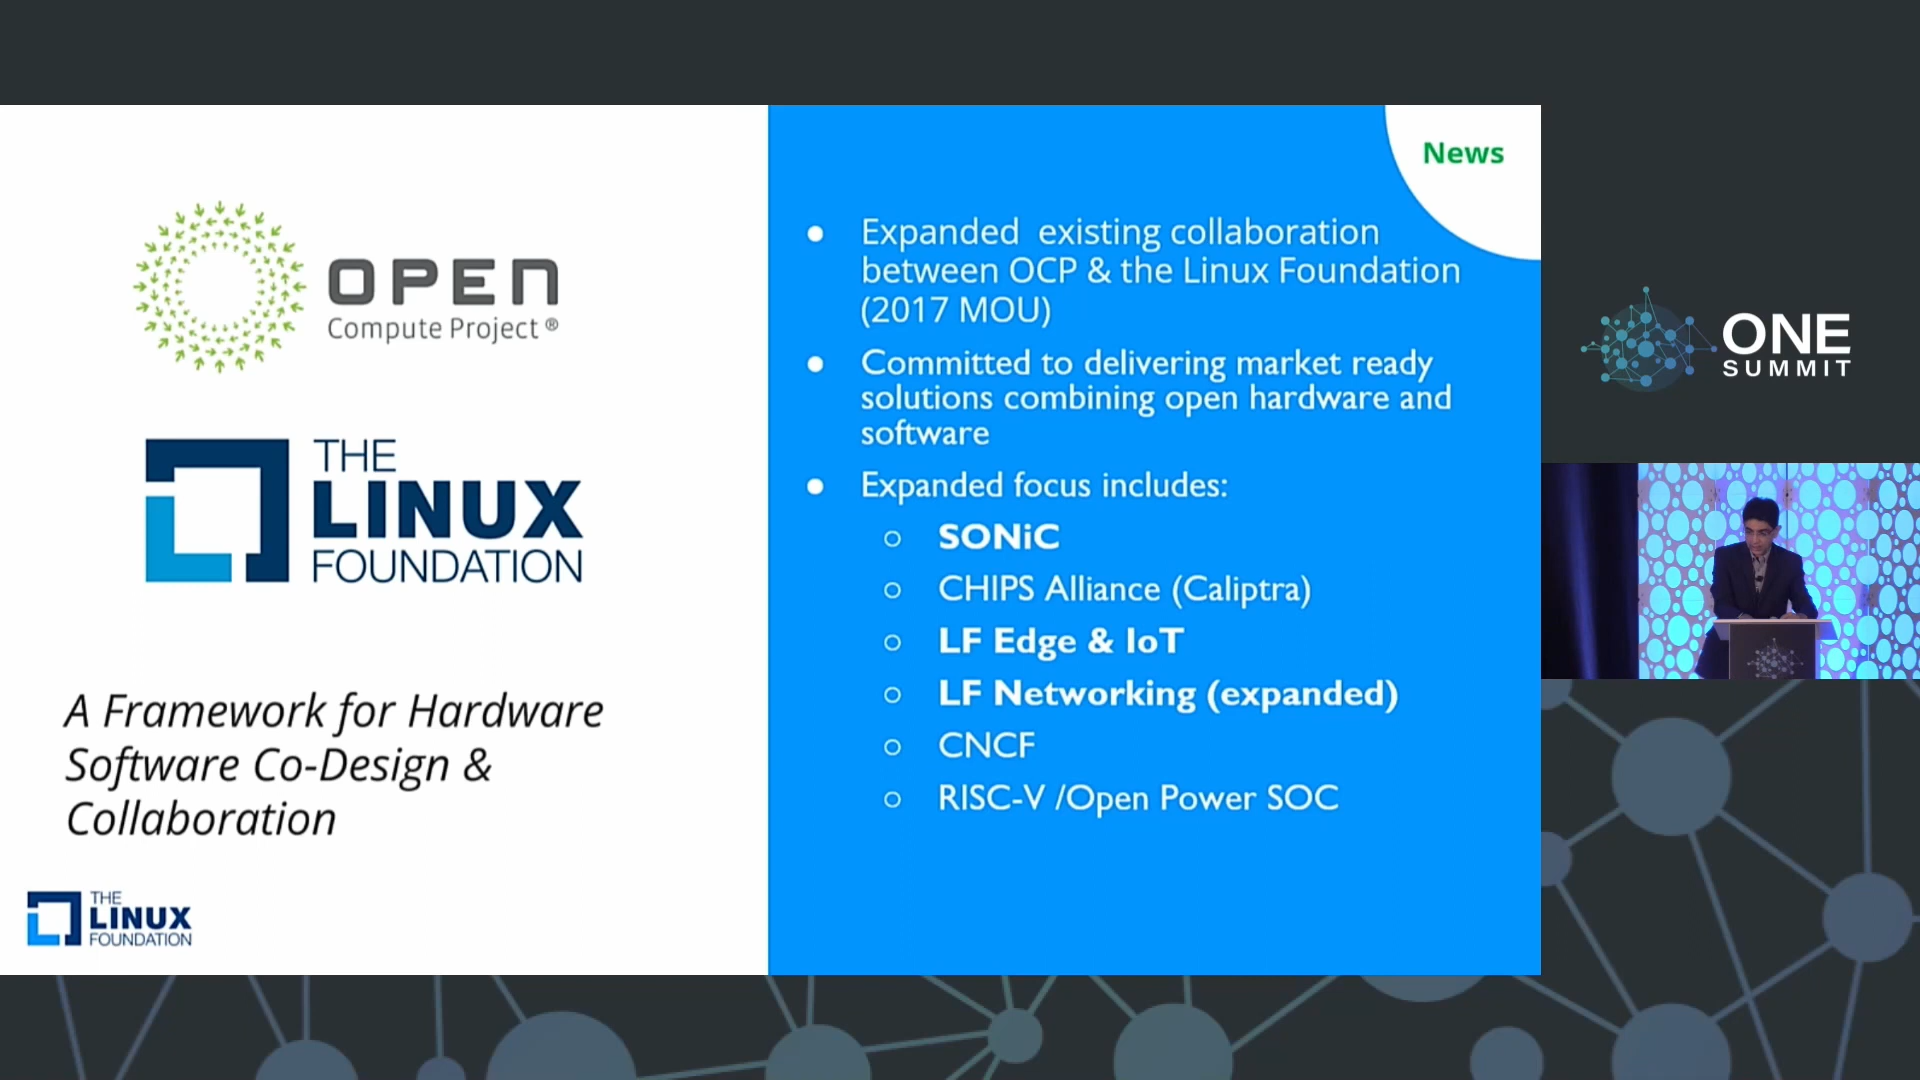 OPEN
Compute Project ®
THE
LINUX
FOUNDATION
A Framework for Hardware
Software Co-Design &
Collaboration
THE
LINUX
FOUNDATION
News
● Expanded  existing collaboration
between OCP & the Linux Foundation
(2017 MOU)
● Committed to delivering market ready
solutions combining open hardware and
software
● Expanded focus includes:
○ SONiC
○ CHIPS Alliance (Caliptra)
○ LF Edge & IoT
○ LF Networking (expanded)
○ CNCF
○ RISC-V /Open Power SOC
ONE
SUMMIT